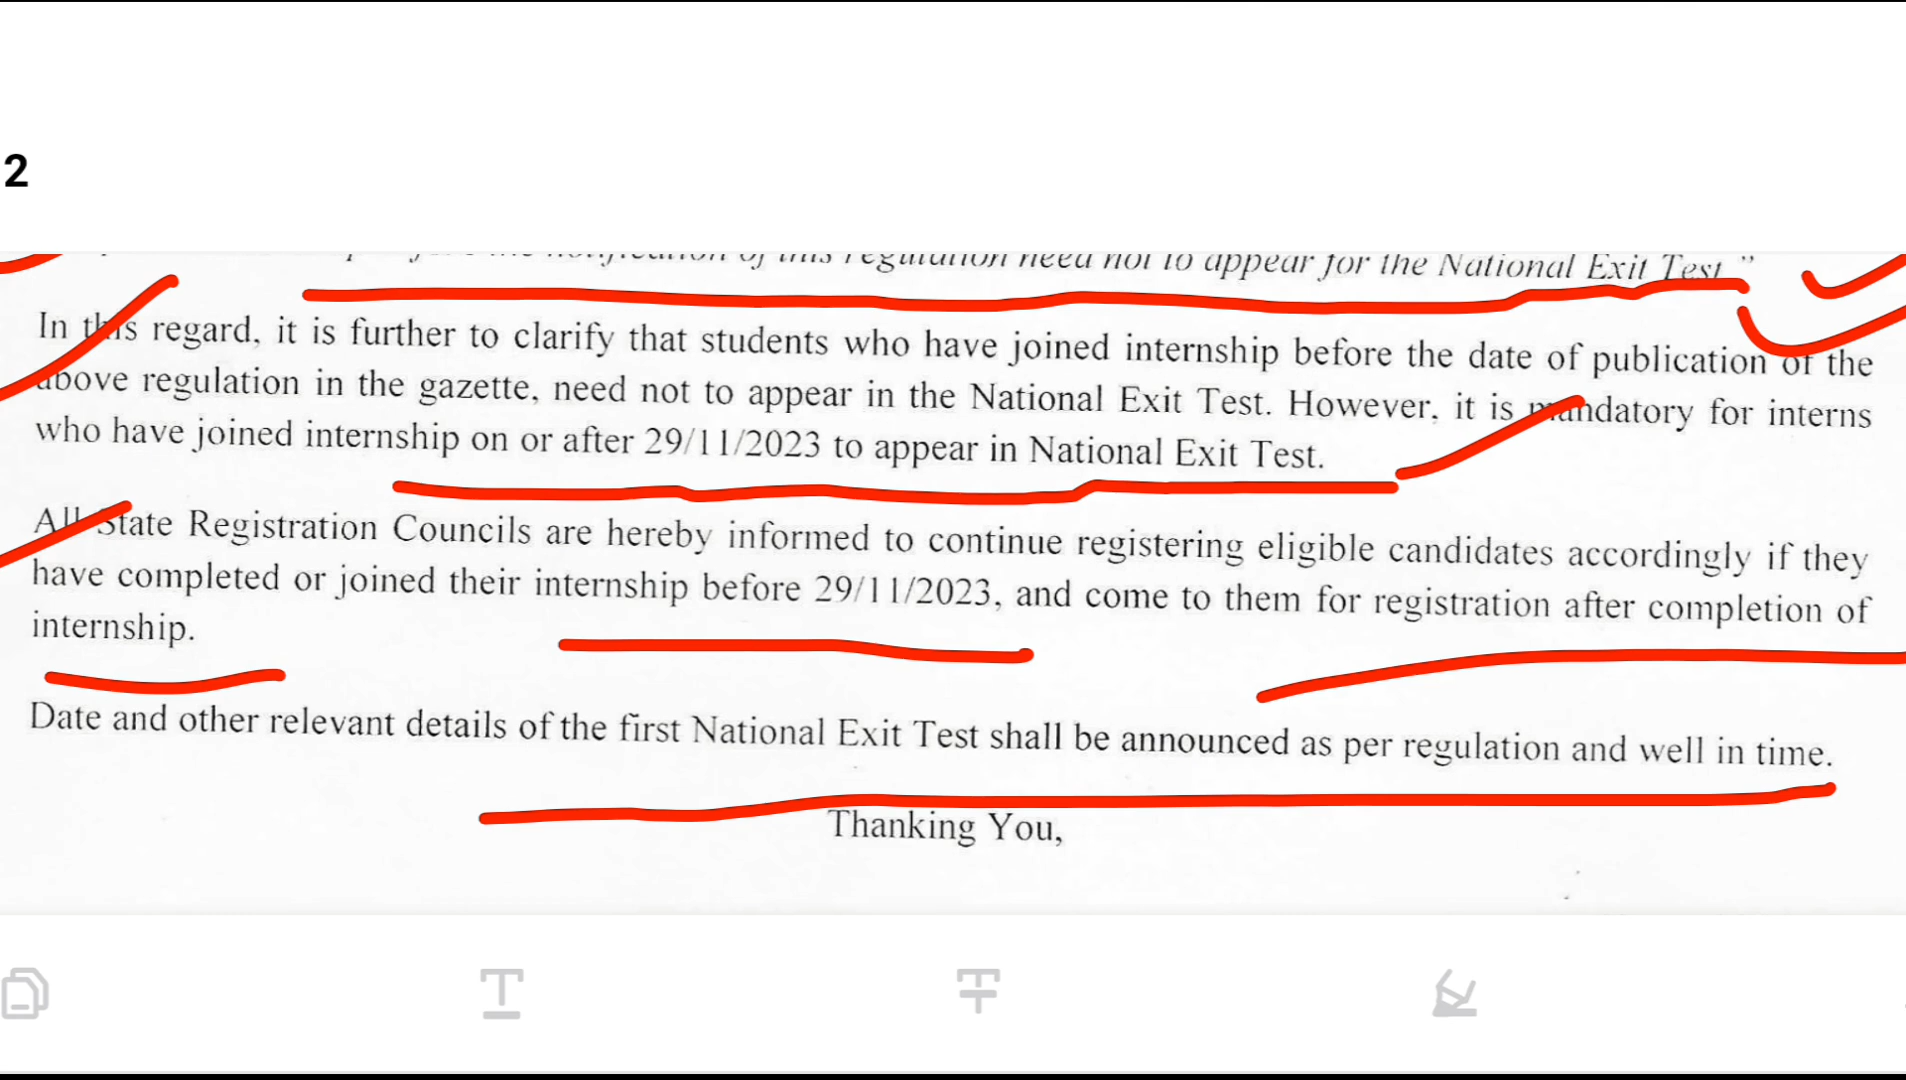 2
notification of this regulation need not to appear for the National Exit Test."
In this regard, it is further to clarify that students who have joined internship before the date of publication of the
above regulation in the gazette, need not to appear in the National Exit Test. However, it is mandatory for interns
who have joined internship on or after 29/11/2023 to appear in National Exit Test.
All State Registration Councils are hereby informed to continue registering eligible candidates accordingly if they
have completed or joined their internship before 29/11/2023, and come to them for registration after completion of
internship.
Date and other relevant details of the first National Exit Test shall be announced as per regulation and well in time.
Thanking You,